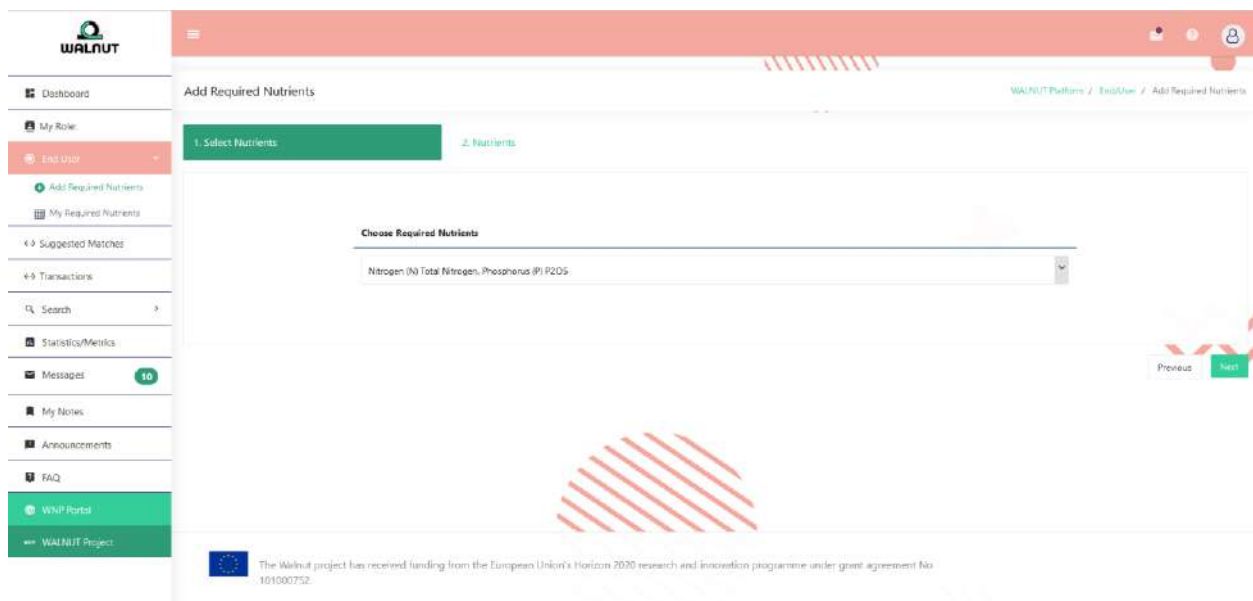 WALNUT
Dashboard
My Role:
End User
Add Required Nutrients
My Required Nutrients
Suggested Matches
Transactions
Search
Statistics/Metrics
Messages
10
My Notes
Announcements
FAQ
WNP Portal
WALNUT Project
Add Required Nutrients
WALNUT Platform / End/User / Add Required Nutrients
1. Select Nutrients
2. Nutrients
Choose Required Nutrients
Nitrogen (N) Total Nitrogen, Phosphorus (P) P2O5
Previous
Next
The Walnut project has received funding from the European Union's Horizon 2020 research and innovation programme under grant agreement No
101000752.